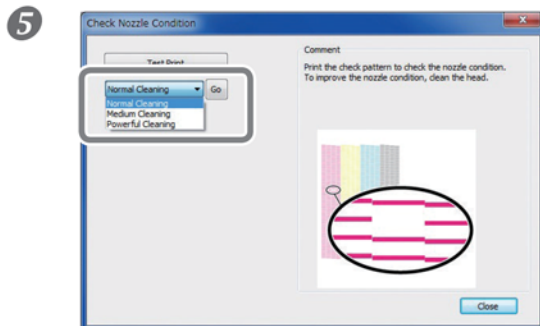 5
Check Nozzle Condition
Test Print
Normal Cleaning
Go
Normal Cleaning
Medium Cleaning
Powerful Cleaning
Comment
Print the check pattern to check the nozzle condition.
To improve the nozzle condition, clean the head.
Close